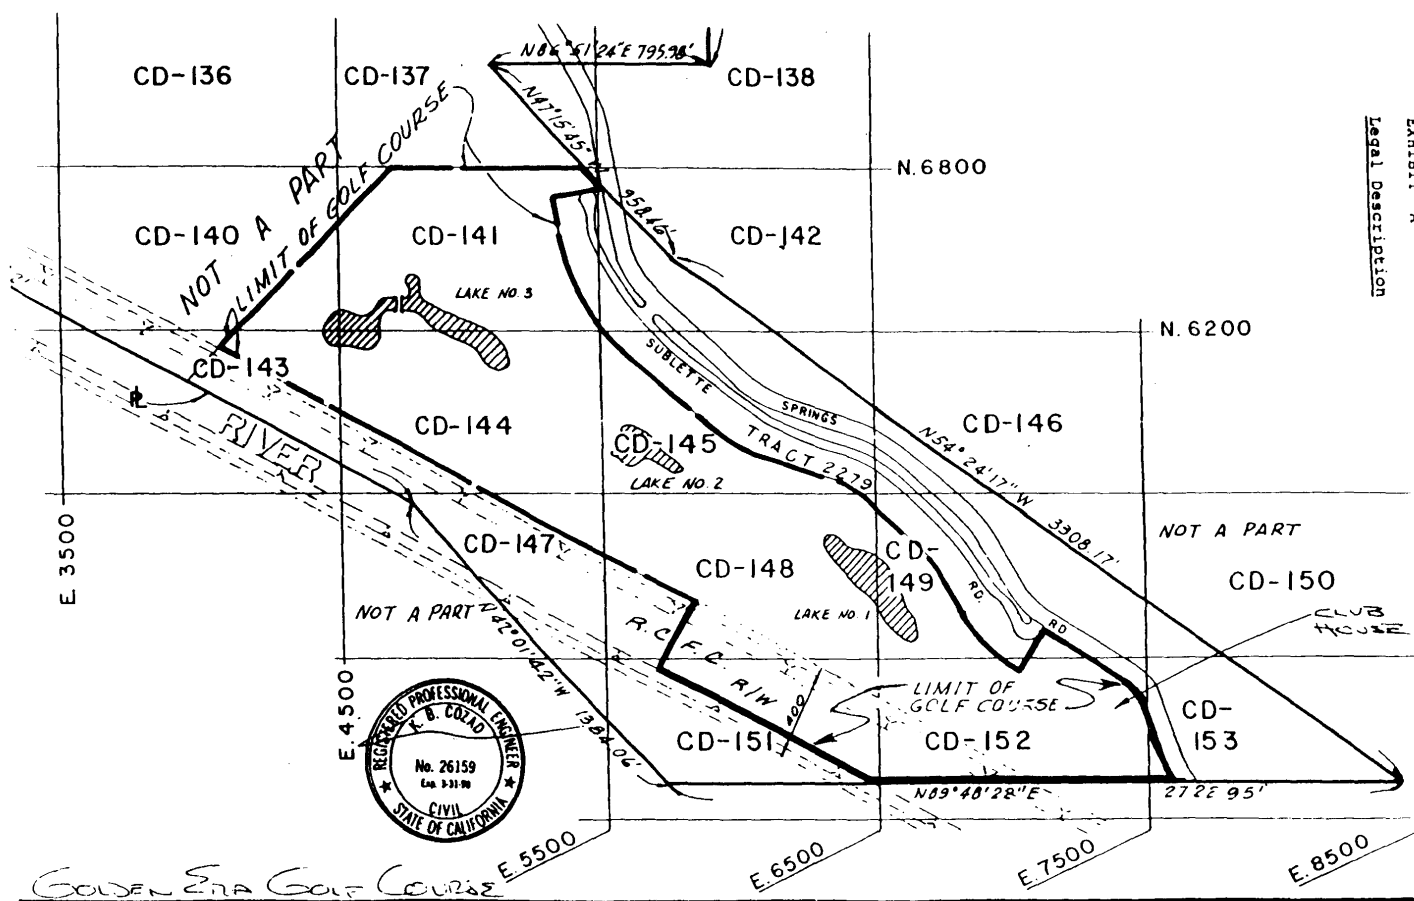 N86°51'24"E 795.98'
CD-136
CD-137
CD-138
EXHIBIT A
Legal Description
N47°15'45"
958.46'
N. 6800
NOT A PART
LIMIT OF GOLF COURSE
CD-140
CD-141
CD-142
LAKE NO. 3
N. 6200
CD-143
SUBLETTE
SPRINGS
PL
RIVER
CD-144
CD-145
LAKE NO. 2
TRACT 2279
CD-146
N54°24'17"W
3308.17'
NOT A PART
E. 3500
CD-147
CD-148
CD-149
RD.
CD-150
LAKE NO. 1
RD
CLUB
HOUSE
NOT A PART
N42°01'42"W
1384.06'
R. C. F. C. R/W
400
LIMIT OF
GOLF COURSE
E. 4500
REGISTERED PROFESSIONAL ENGINEER
K. B. COZAD
No. 26159
Exp. 3-31-
CIVIL
STATE OF CALIFORNIA
CD-151
CD-152
CD-153
N89°48'28"E
95'
E. 5500
E. 6500
E. 7500
E. 8500
GOLDEN ERA GOLF COURSE